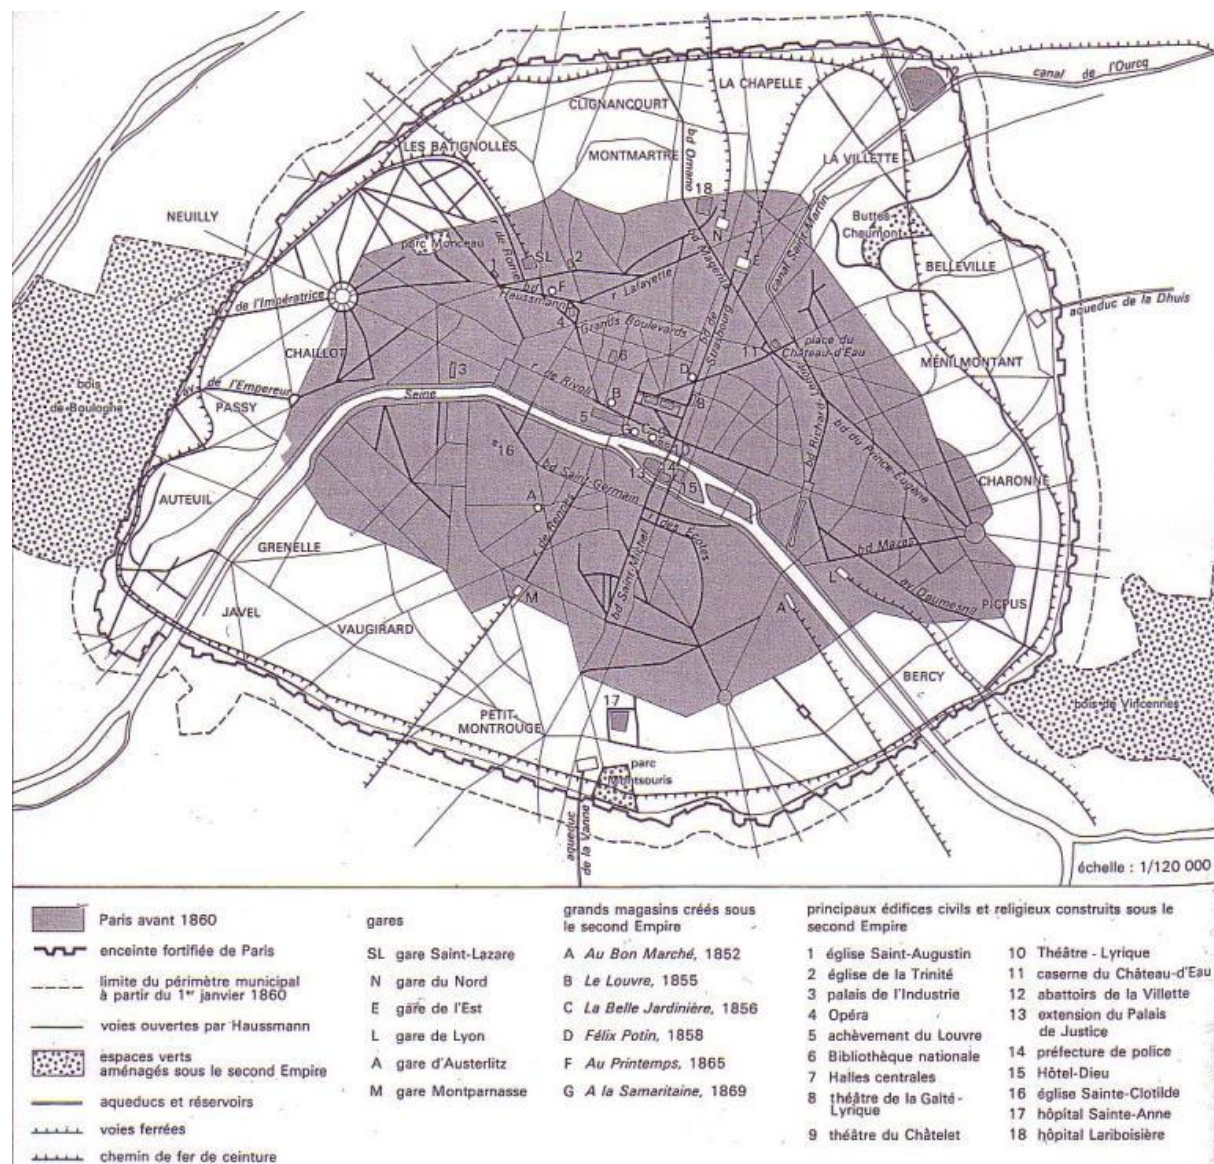 canal de l'Ourcq
12
LA CHAPELLE
CLIGNANCOURT
LES BATIGNOLLES
MONTMARTRE
bd Ornano
LA VILLETTE
18
NEUILLY
parc Monceau
r. de Rome
N
bd Magenta
canal Saint-Martin
Buttes-
Chaumont
BELLEVILLE
1
SL
2
E
F
bd
Haussmann
r Lafayette
de l'Impératrice
aqueduc de la Dhuis
4
Grands Boulevards
bd de
Strasbourg
11
place du
Château-d'Eau
MÉNILMONTANT
CHAILLOT
3
6
D
bois
de Boulogne
av. de l'Empereur
PASSY
Seine
r de Rivoli
B
5
8
G
C
bd Richard Lenoir
bd du Prince-Eugène
16
bd Saint-Germain
13
14
15
CHARONNE
AUTEUIL
A
r de Rennes
r des Écoles
GRENELLE
bd Saint-Michel
bd Mazas
L
av Daumesnil
PICPUS
M
A
JAVEL
VAUGIRARD
BERCY
17
PETIT-
MONTROUGE
bois de Vincennes
parc
Montsouris
aqueduc
de la Vanne
échelle : 1/120 000
Paris avant 1860
enceinte fortifiée de Paris
limite du périmètre municipal
à partir du 1er janvier 1860
voies ouvertes par Haussmann
espaces verts
aménagés sous le second Empire
aqueducs et réservoirs
voies ferrées
chemin de fer de ceinture
gares
SL gare Saint-Lazare
N gare du Nord
E gare de l'Est
L gare de Lyon
A gare d'Austerlitz
M gare Montparnasse
grands magasins créés sous
le second Empire
A Au Bon Marché, 1852
B Le Louvre, 1855
C La Belle Jardinière, 1856
D Félix Potin, 1858
F Au Printemps, 1865
G A la Samaritaine, 1869
principaux édifices civils et religieux construits sous le
second Empire
1 église Saint-Augustin
2 église de la Trinité
3 palais de l'Industrie
4 Opéra
5 achèvement du Louvre
6 Bibliothèque nationale
7 Halles centrales
8 théâtre de la Gaîté-
Lyrique
9 théâtre du Châtelet
10 Théâtre - Lyrique
11 caserne du Château-d'Eau
12 abattoirs de la Villette
13 extension du Palais
de Justice
14 préfecture de police
15 Hôtel-Dieu
16 église Sainte-Clotilde
17 hôpital Sainte-Anne
18 hôpital Lariboisière